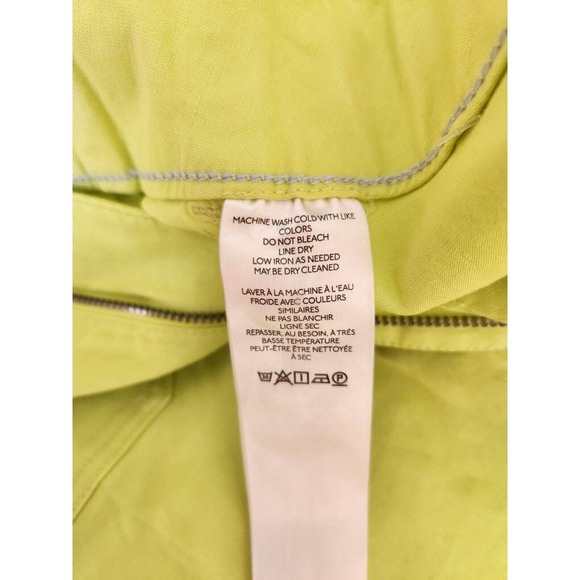 MACHINE WASH COLD WITH LIKE
COLORS
DO NOT BLEACH
LINE DRY
LOW IRON AS NEEDED
MAY BE DRY CLEANED
LAVER À LA MACHINE À L'EAU
FROIDE AVEC COULEURS
SIMILAIRES
NE PAS BLANCHIR
LIGNE SEC
REPASSER, AU BESOIN, A TRÉS
BASSE TEMPÉRATURE
PEUT-ÊTRE ÊTRE NETTOYÉE
À SEC
P